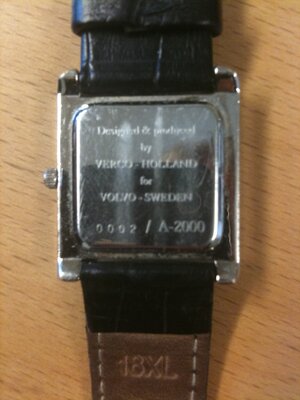 Designed & produced
by
VERCO - HOLLAND
for
VOLVO - SWEDEN
0002 / A-2000
18XL